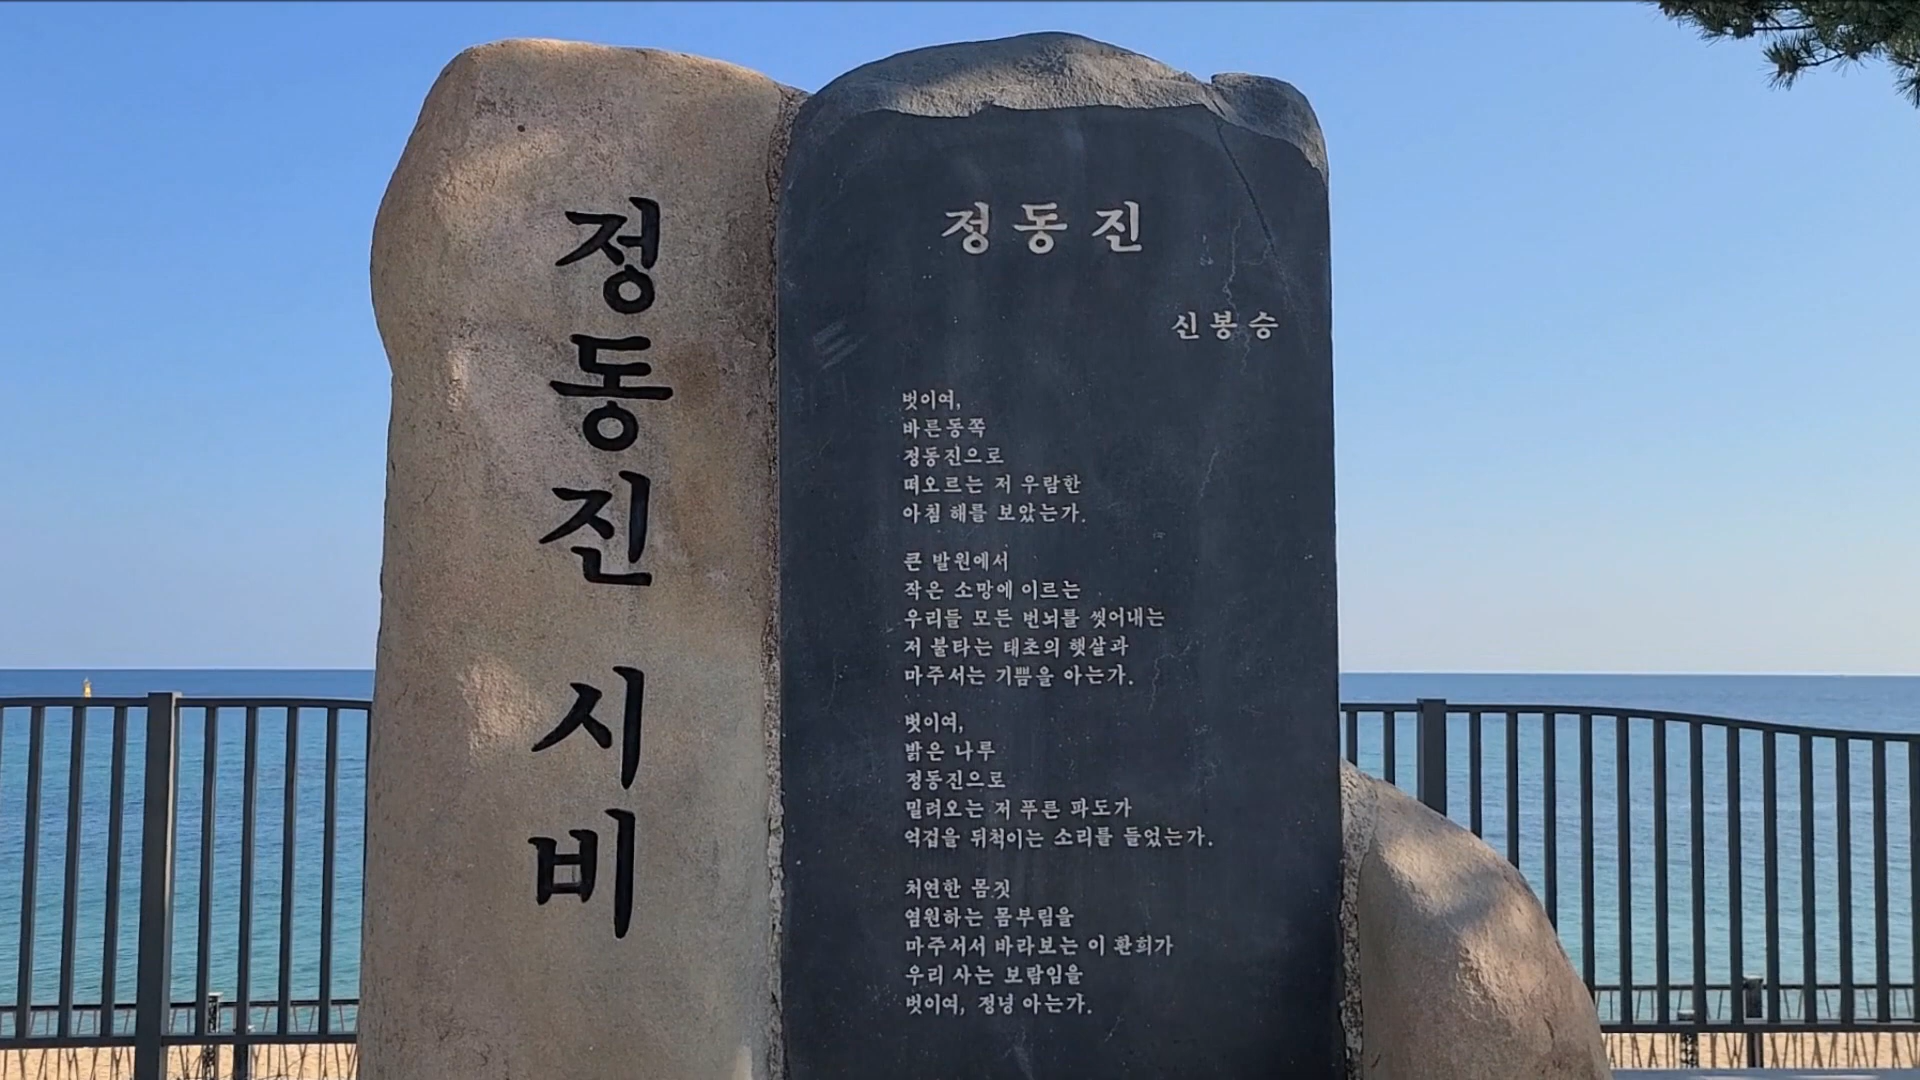 정동진 시비
정동진
신봉승
벗이여,
바른동쪽
정동진으로
떠오르는 저 우람한
아침 해를 보았는가.
큰 발원에서
작은 소망에 이르는
우리들 모든 번뇌를 씻어내는
저 불타는 태초의 햇살과
마주서는 기쁨을 아는가.
벗이여,
밝은 나루
정동진으로
밀려오는 저 푸른 파도가
억겁을 뒤척이는 소리를 들었는가.
처연한 몸짓
염원하는 몸부림을
마주서서 바라보는 이 환희가
우리 사는 보람임을
벗이여, 정녕 아는가.